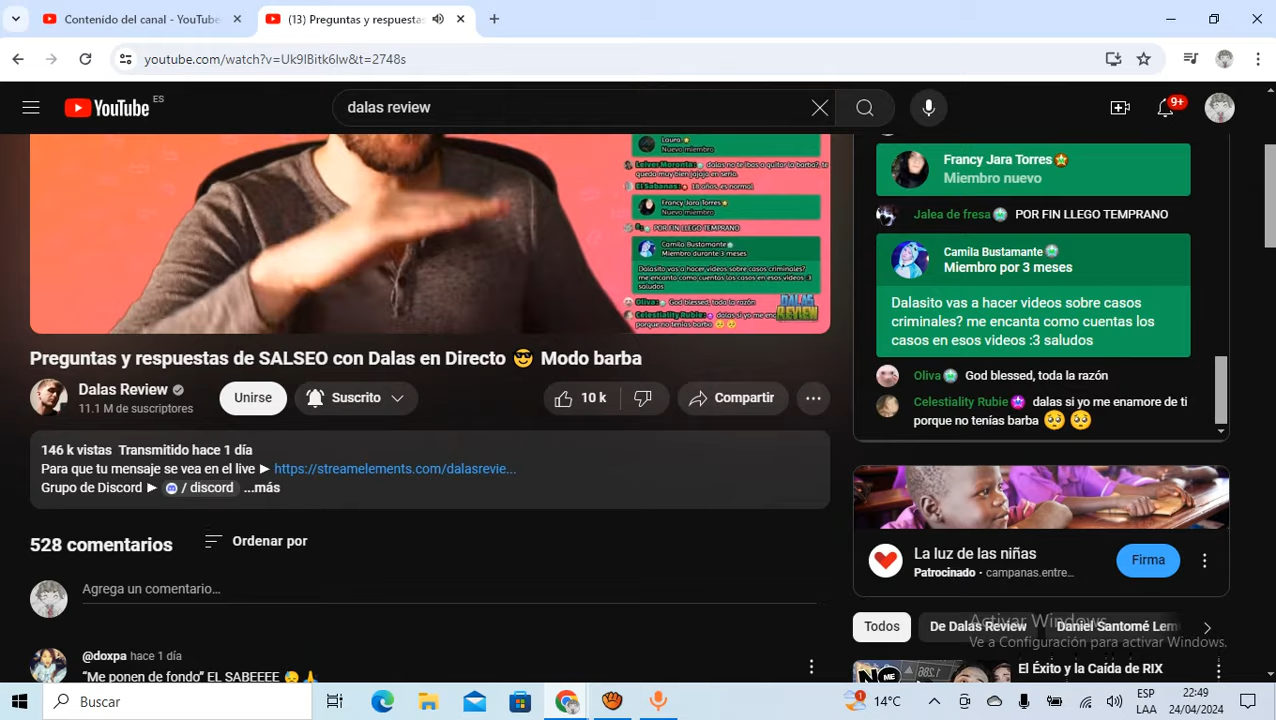 Contenido del canal - YouTube
(13) Preguntas y respuestas
youtube.com/watch?v=Uk9lBitk6lw&t=2748s
YouTube ES
dalas review
9+
Laura
Nuevo miembro
Leiver Moronta: dalas no te ibas a quitar la barba?, te
queda muy bien jajaja en serio.
El Sabanas: 18 años, es normal
Francy Jara Torres
Nuevo miembro
POR FIN LLEGO TEMPRANO
Camila Bustamante
Miembro durante 3 meses
Dalasito vas a hacer videos sobre casos criminales?
me encanta como cuentas los casos en esos videos :3
saludos
Oliva: God blessed, toda la razón
Celestiality Rubie: dalas si yo me
porque no tenías barba
DALAS
REVIEW
Francy Jara Torres
Miembro nuevo
Jalea de fresa POR FIN LLEGO TEMPRANO
Camila Bustamante
Miembro por 3 meses
Dalasito vas a hacer videos sobre casos
criminales? me encanta como cuentas los
casos en esos videos :3 saludos
Oliva God blessed, toda la razón
Celestiality Rubie dalas si yo me enamore de ti
porque no tenías barba 🥺 🥺
Preguntas y respuestas de SALSEO con Dalas en Directo 😎 Modo barba
Dalas Review
11.1 M de suscriptores
Unirse
Suscrito
10 k
Compartir
146 k vistas Transmitido hace 1 día
Para que tu mensaje se vea en el live ► https://streamelements.com/dalasrevie...
Grupo de Discord ► / discord ...más
528 comentarios
Ordenar por
Agrega un comentario...
@doxpa hace 1 día
“Me ponen de fondo” EL SABEEEE 😓🙏
La luz de las niñas
Patrocinado · campanas.entre...
Firma
Todos
De Dalas Review
Daniel Santomé Lem
Activar Windows
Ve a Configuración para activar Windows.
El Éxito y la Caída de RIX
Buscar
1
14°C
ESP
LAA
22:49
24/04/2024